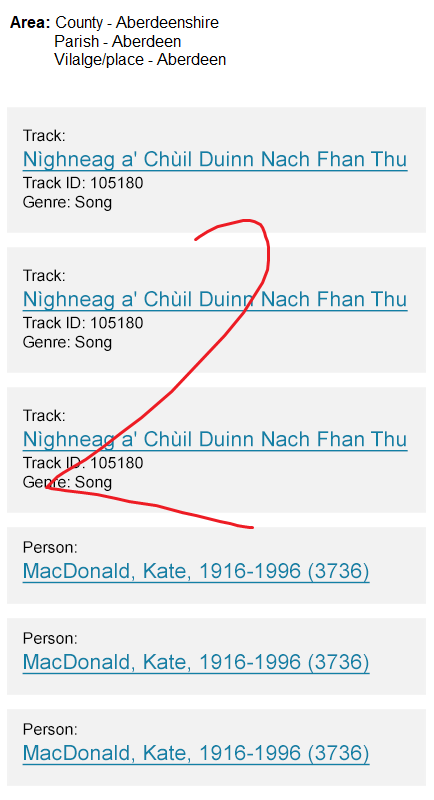 Area: County - Aberdeenshire
Parish - Aberdeen
Vilalge/place - Aberdeen
Track:
Nìghneag a' Chùil Duinn Nach Fhan Thu
Track ID: 105180
Genre: Song
Track:
Nìghneag a' Chùil Duinn Nach Fhan Thu
Track ID: 105180
Genre: Song
Track:
Nìghneag a' Chùil Duinn Nach Fhan Thu
Track ID: 105180
Genre: Song
Person:
MacDonald, Kate, 1916-1996 (3736)
Person:
MacDonald, Kate, 1916-1996 (3736)
Person:
MacDonald, Kate, 1916-1996 (3736)